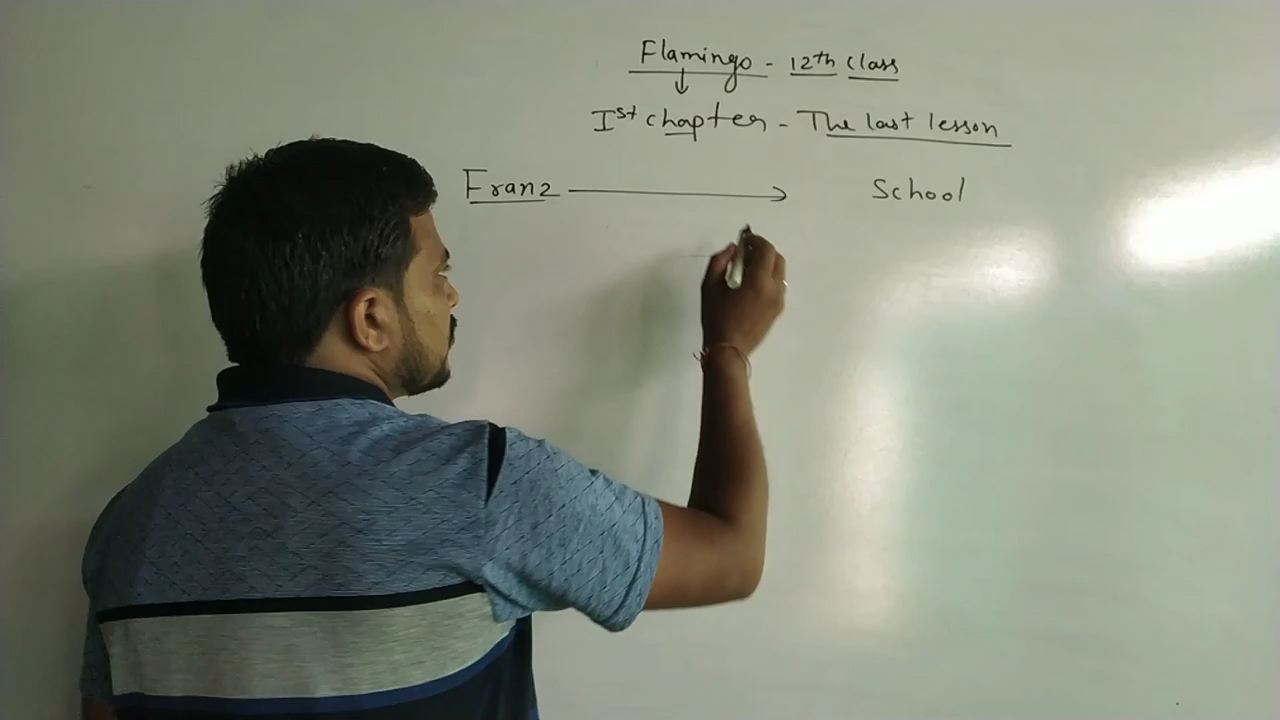 Flamingo - 12th class
Ist chapter - The last lesson
Franz School